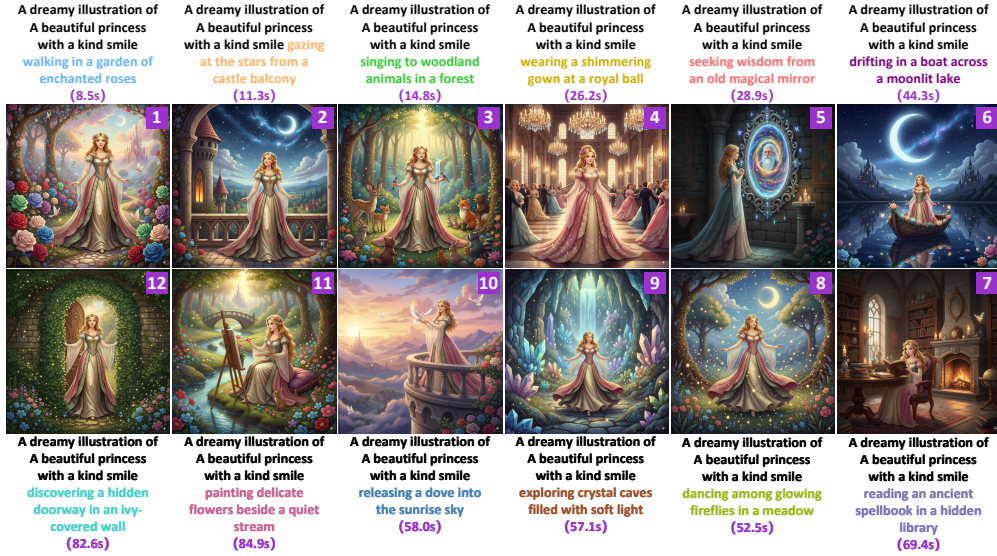 A dreamy illustration of
A beautiful princess
with a kind smile
walking in a garden of
enchanted roses
(8.5s)
A dreamy illustration of
A beautiful princess
with a kind smile gazing
at the stars from a
castle balcony
(11.3s)
A dreamy illustration of
A beautiful princess
with a kind smile
singing to woodland
animals in a forest
(14.8s)
A dreamy illustration of
A beautiful princess
with a kind smile
wearing a shimmering
gown at a royal ball
(26.2s)
A dreamy illustration of
A beautiful princess
with a kind smile
seeking wisdom from
an old magical mirror
(28.9s)
A dreamy illustration of
A beautiful princess
with a kind smile
drifting in a boat across
a moonlit lake
(44.3s)
1
2
3
4
5
6
12
11
10
9
8
7
A dreamy illustration of
A beautiful princess
with a kind smile
discovering a hidden
doorway in an ivy-
covered wall
(82.6s)
A dreamy illustration of
A beautiful princess
with a kind smile
painting delicate
flowers beside a quiet
stream
(84.9s)
A dreamy illustration of
A beautiful princess
with a kind smile
releasing a dove into
the sunrise sky
(58.0s)
A dreamy illustration of
A beautiful princess
with a kind smile
exploring crystal caves
filled with soft light
(57.1s)
A dreamy illustration of
A beautiful princess
with a kind smile
dancing among glowing
fireflies in a meadow
(52.5s)
A dreamy illustration of
A beautiful princess
with a kind smile
reading an ancient
spellbook in a hidden
library
(69.4s)